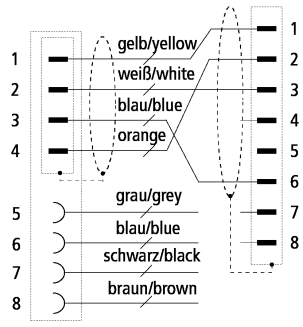 1 gelb/yellow 1
2 weiß/white 2
3 blau/blue 3
4 orange 4
5
6
5 grau/grey 7
6 blau/blue 8
7 schwarz/black
8 braun/brown